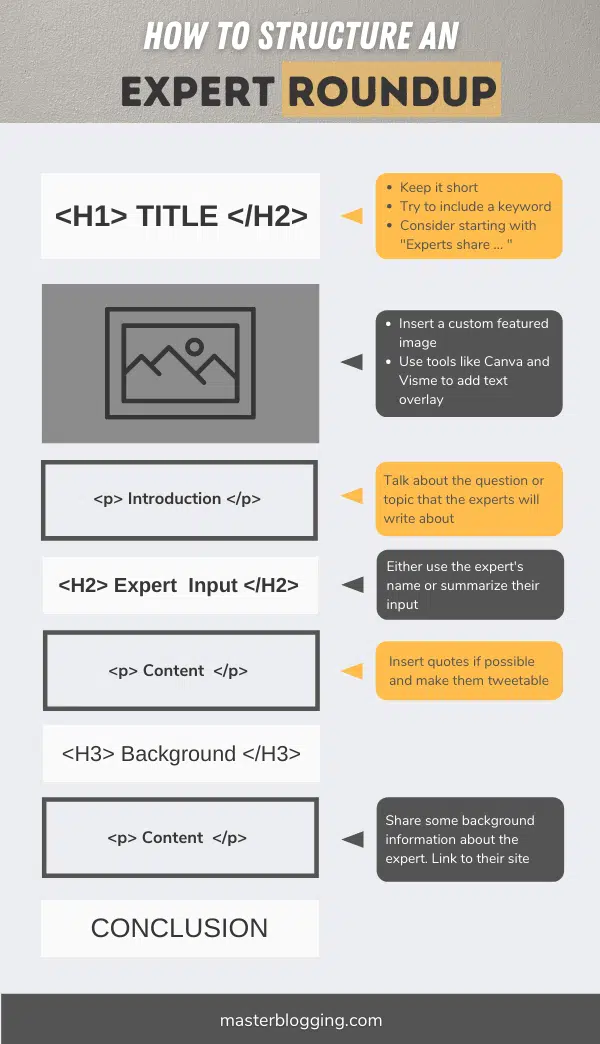 HOW TO STRUCTURE AN
EXPERT ROUNDUP
<H1> TITLE </H2>
• Keep it short
• Try to include a keyword
• Consider starting with
"Experts share ... "
• Insert a custom featured
image
• Use tools like Canva and
Visme to add text
overlay
<p> Introduction </p>
Talk about the question or
topic that the experts will
write about
<H2> Expert Input </H2>
Either use the expert's
name or summarize their
input
<p> Content </p>
Insert quotes if possible
and make them tweetable
<H3> Background </H3>
<p> Content </p>
Share some background
information about the
expert. Link to their site
CONCLUSION
masterblogging.com